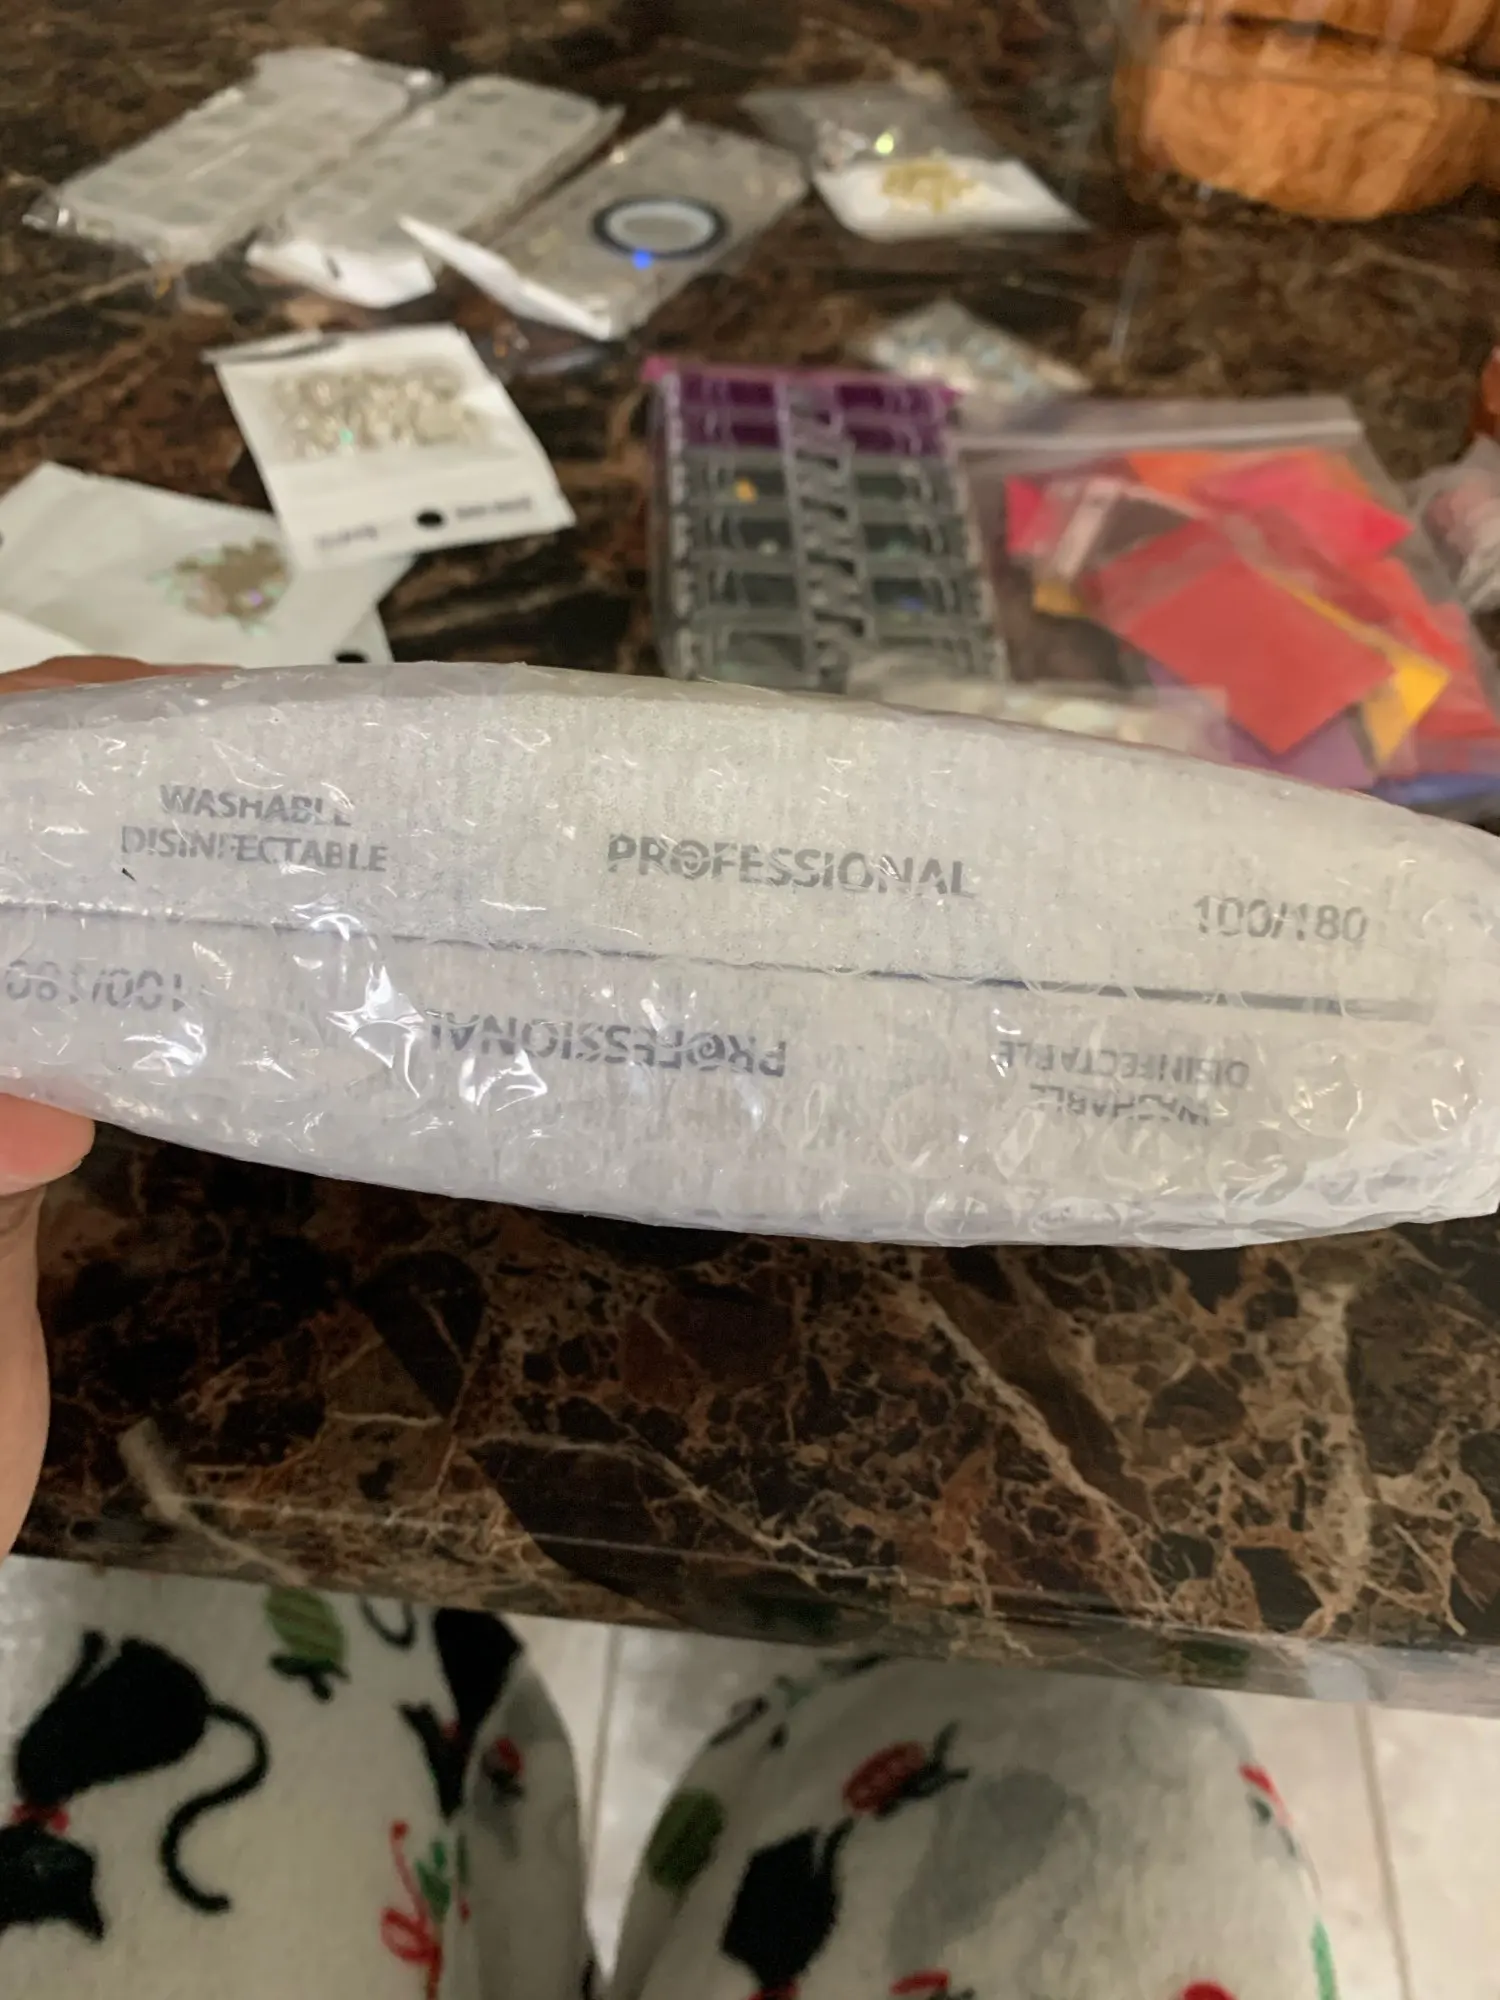 WASHABLE
DISINFECTABLE
PROFESSIONAL
100/180
100/180
PROFESSIONAL
WASHABLE
DISINFECTABLE